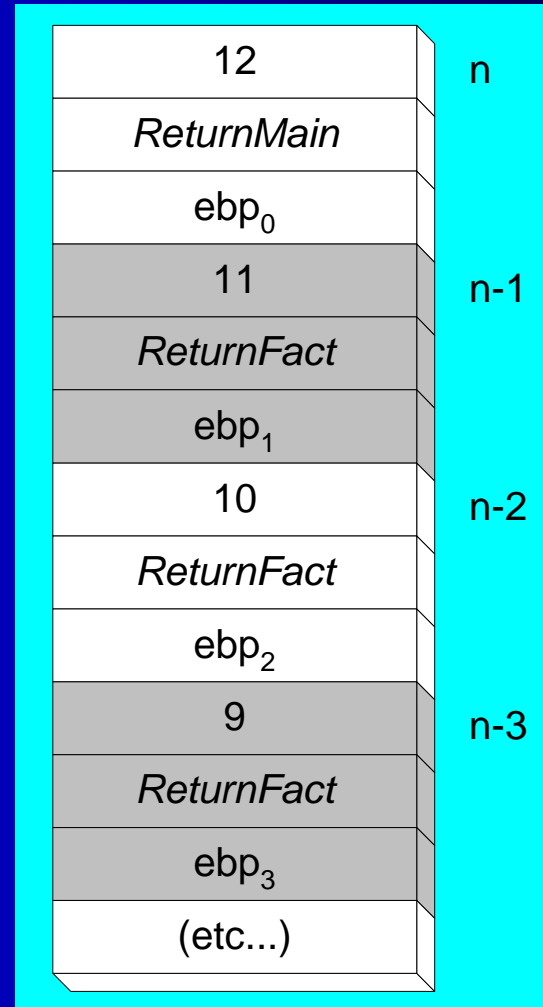 12 n
ReturnMain
ebp₀
11 n-1
ReturnFact
ebp₁
10 n-2
ReturnFact
ebp₂
9 n-3
ReturnFact
ebp₃
(etc...)